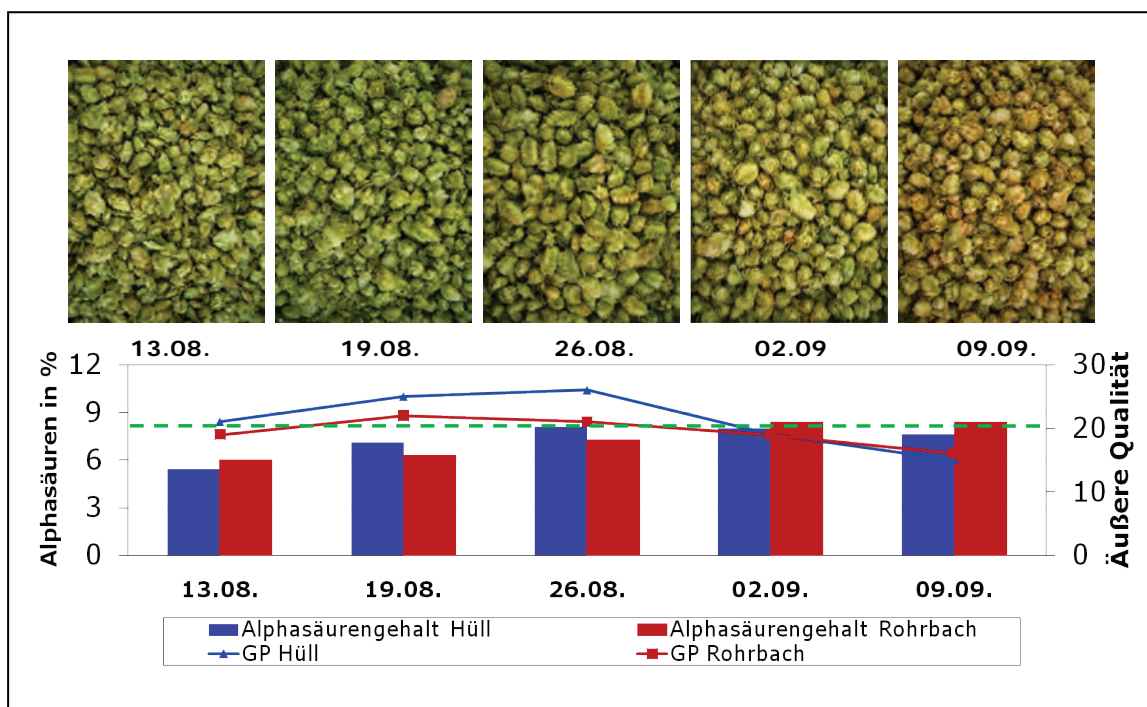 13.08. 19.08. 26.08. 02.09 09.09.
12 30
9
20
6
10
3
0 0
Alphasäuren in %
Äußere Qualität
13.08. 19.08. 26.08. 02.09. 09.09.
Alphasäurengehalt Hüll Alphasäurengehalt Rohrbach
GP Hüll GP Rohrbach